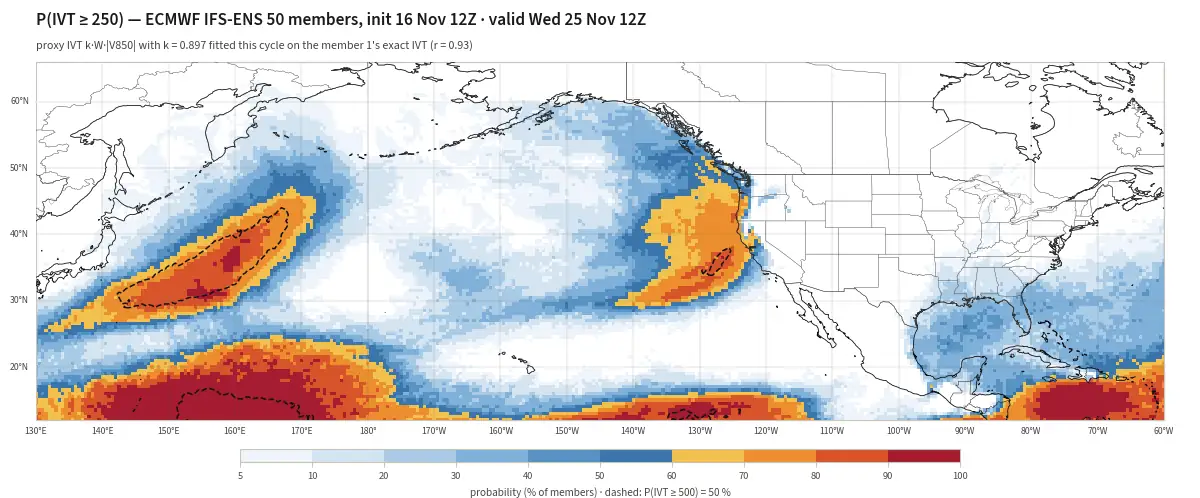 P(IVT ≥ 250) — ECMWF IFS-ENS 50 members, init 16 Nov 12Z · valid Wed 25 Nov 12Z
proxy IVT k·W·|V850| with k = 0.897 fitted this cycle on the member 1's exact IVT (r = 0.93)
60°N
50°N
40°N
30°N
20°N
130°E 140°E 150°E 160°E 170°E 180° 170°W 160°W 150°W 140°W 130°W 120°W 110°W 100°W 90°W 80°W 70°W 60°W
5 10 20 30 40 50 60 70 80 90 100
probability (% of members) · dashed: P(IVT ≥ 500) = 50 %